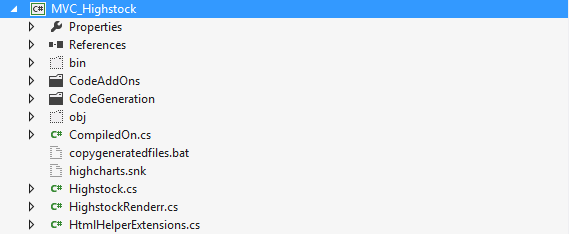 C# MVC_Highstock
Properties
References
bin
CodeAddOns
CodeGeneration
obj
C# CompiledOn.cs
copygeneratedfiles.bat
highcharts.snk
C# Highstock.cs
C# HighstockRenderr.cs
C# HtmlHelperExtensions.cs